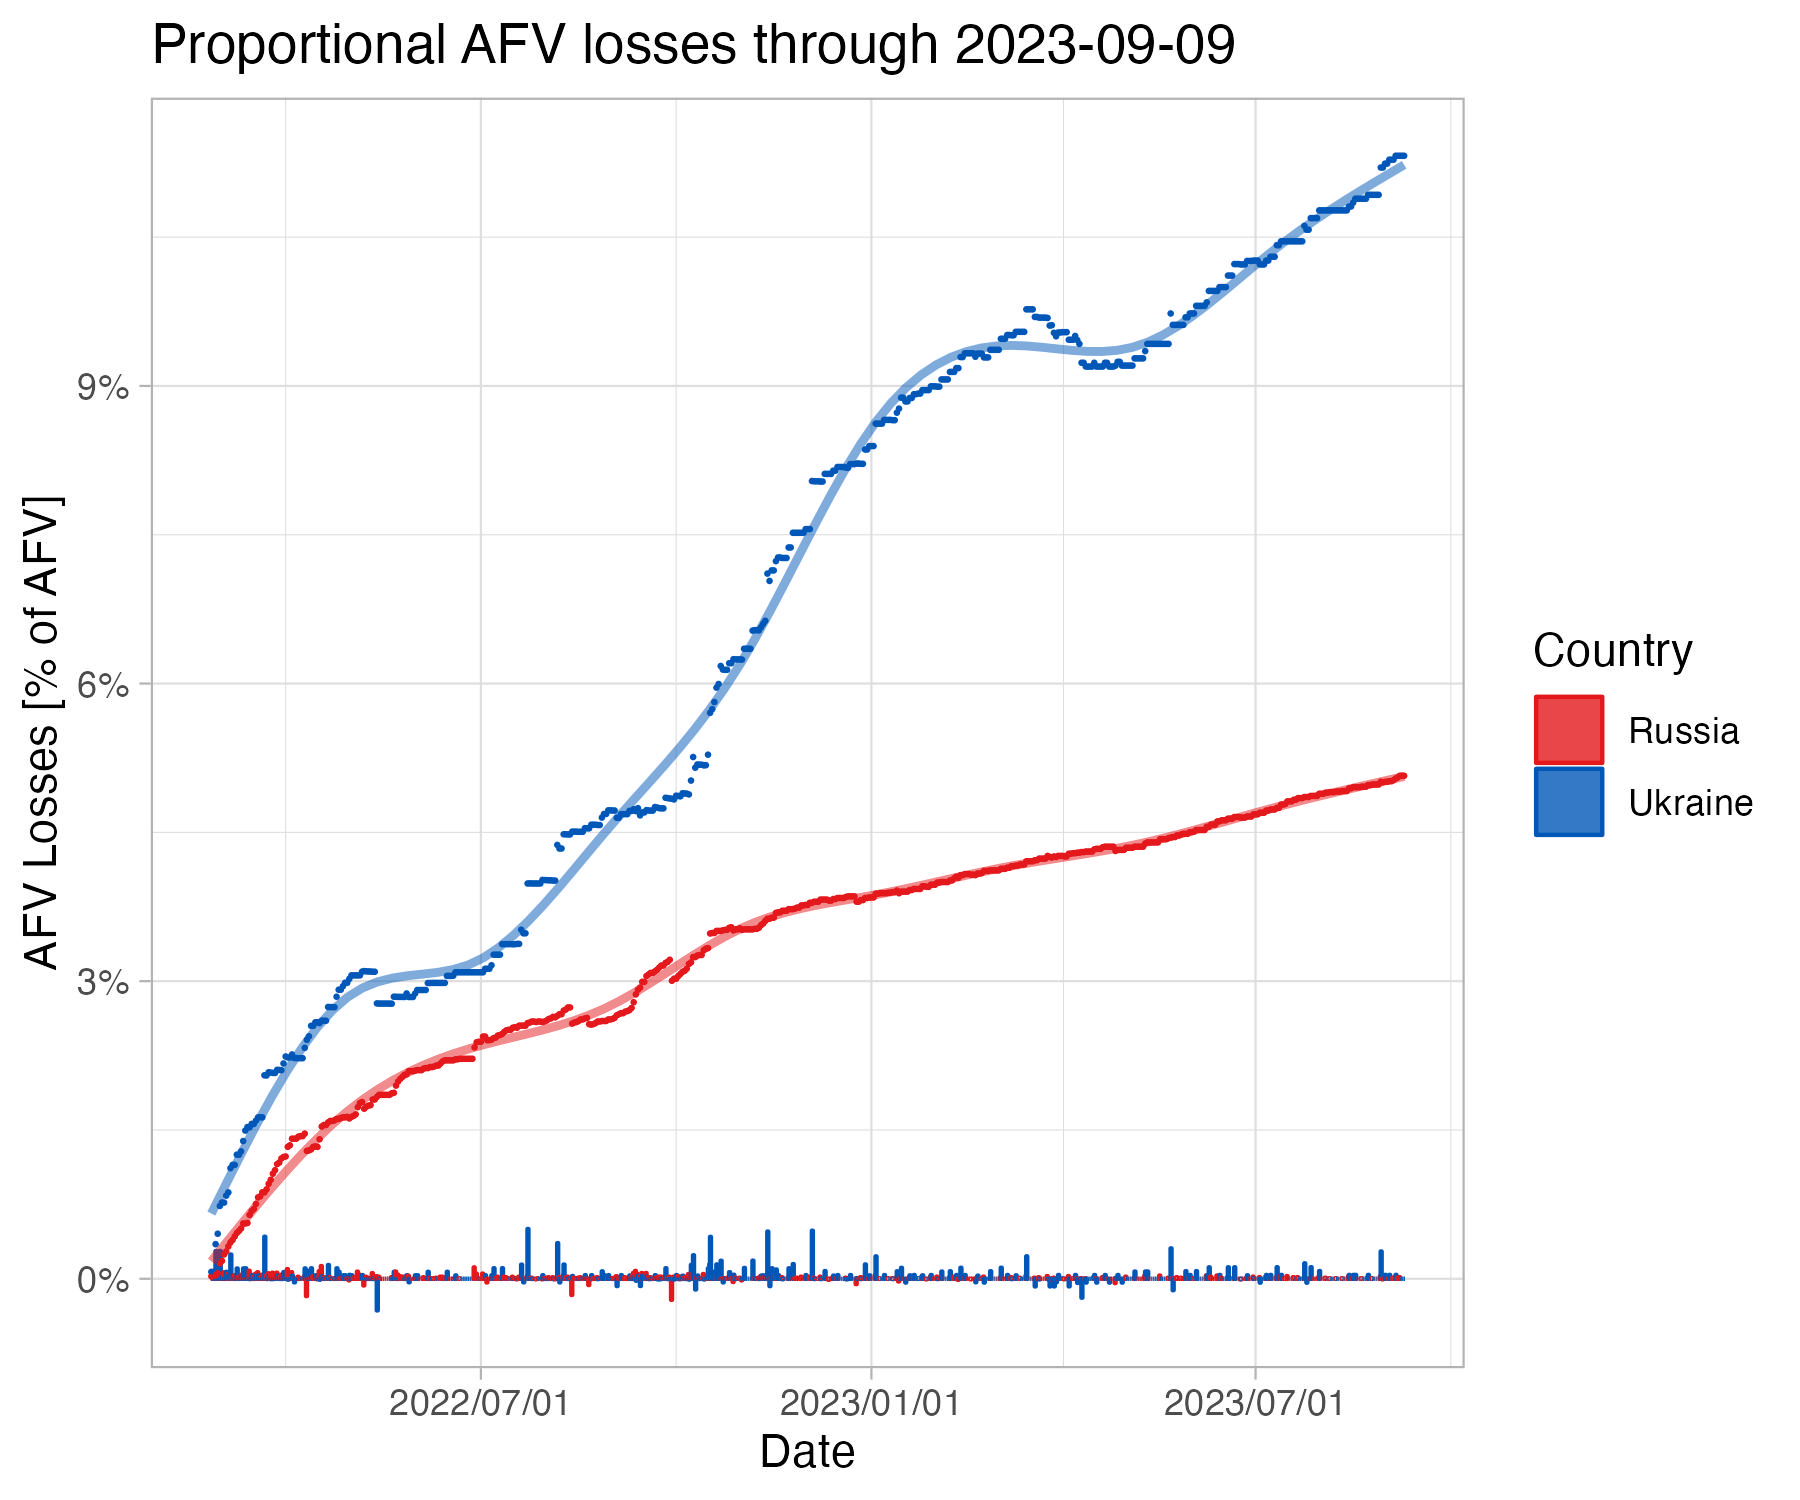 Proportional AFV losses through 2023-09-09
AFV Losses [% of AFV]
9%
6%
3%
0%
2022/07/01
2023/01/01
2023/07/01
Date
Country
Russia
Ukraine